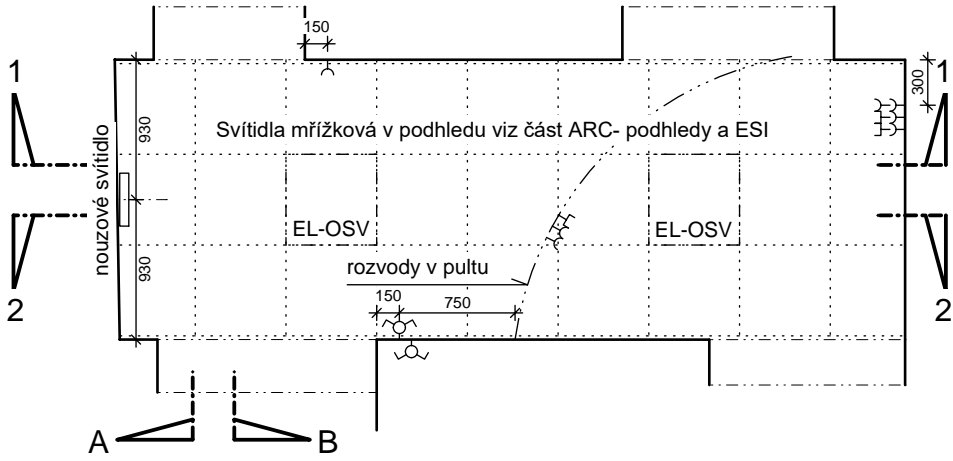 150
1
1
300
930
Svítidla mřížková v podhledu viz část ARC- podhledy a ESI
nouzové svítidlo
EL-OSV
EL-OSV
930
rozvody v pultu
2
2
150
750
A
B